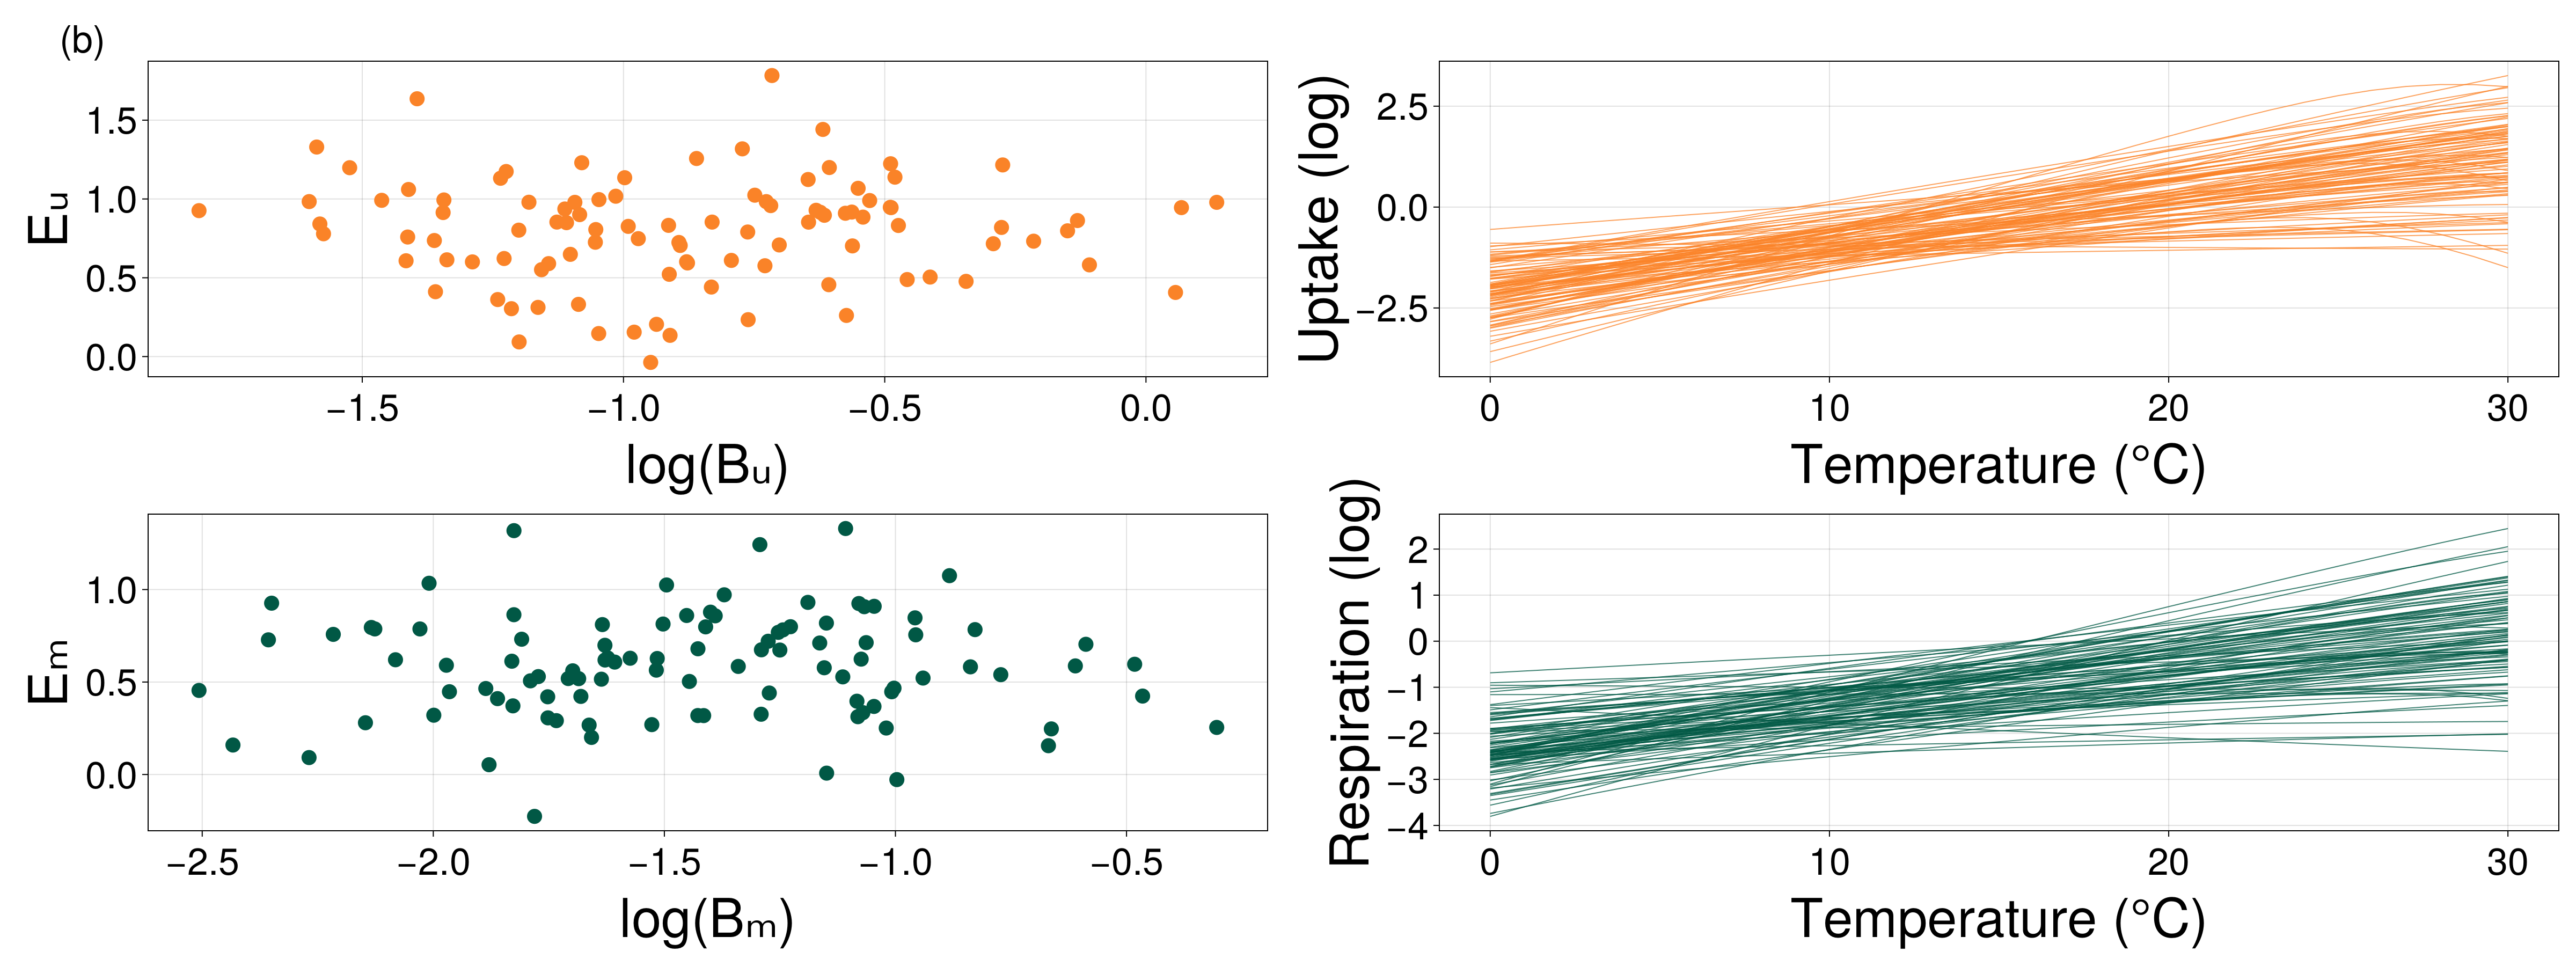 (b)
Eᵤ
1.5
1.0
0.5
0.0
−1.5 −1.0 −0.5 0.0
log(Bᵤ)
Uptake (log)
2.5
0.0
−2.5
0 10 20 30
Temperature (°C)
Eₘ
1.0
0.5
0.0
−2.5 −2.0 −1.5 −1.0 −0.5
log(Bₘ)
Respiration (log)
2
1
0
−1
−2
−3
−4
0 10 20 30
Temperature (°C)